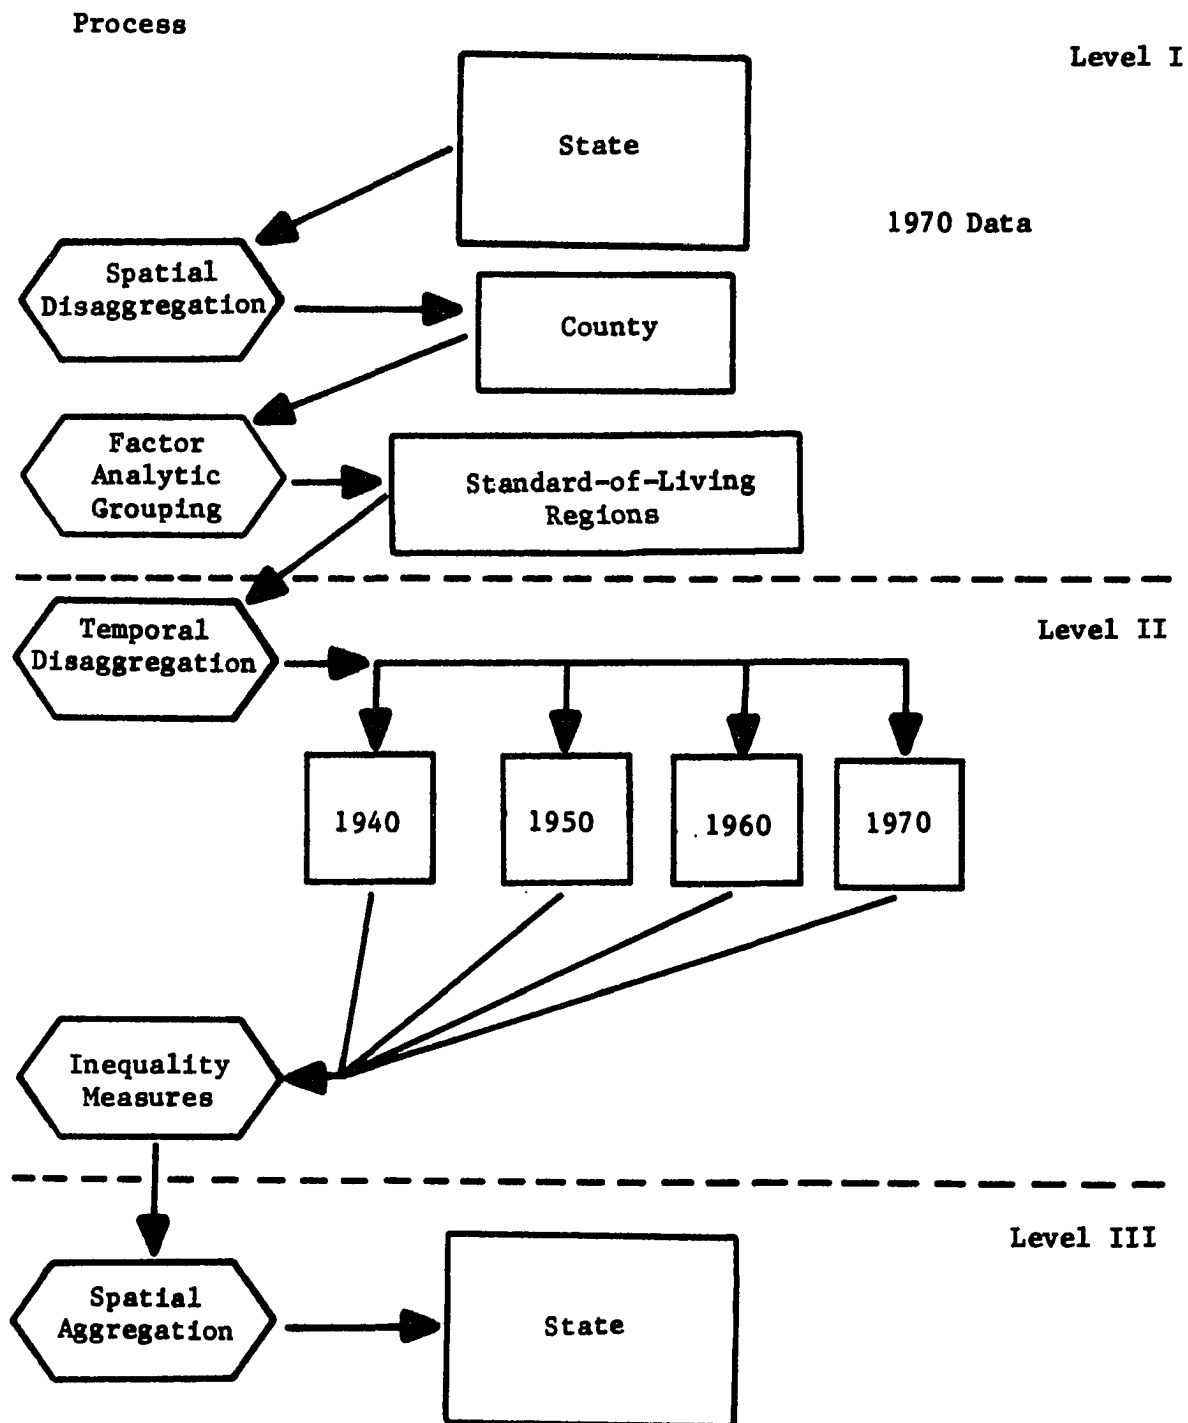 Process
Level I
State
1970 Data
Spatial
Disaggregation
County
Factor
Analytic
Grouping
Standard-of-Living
Regions
Level II
Temporal
Disaggregation
1940
1950
1960
1970
Inequality
Measures
Level III
Spatial
Aggregation
State